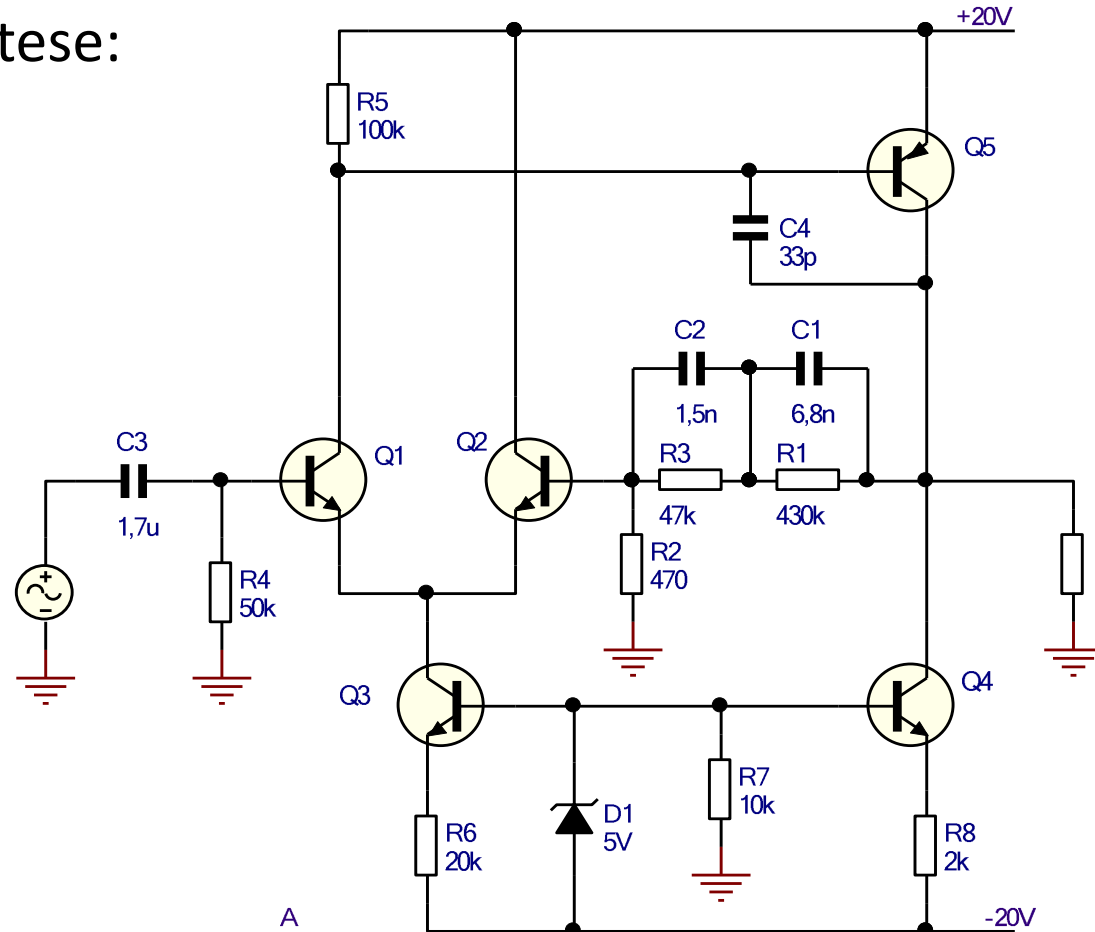 tese:
+20V
R5
100k
Q5
C4
33p
C2
C1
1,5n
6,8n
C3
Q1
Q2
R3
R1
1,7u
47k
430k
R4
50k
R2
470
Q3
Q4
R7
10k
D1
5V
R6
20k
R8
2k
A
-20V